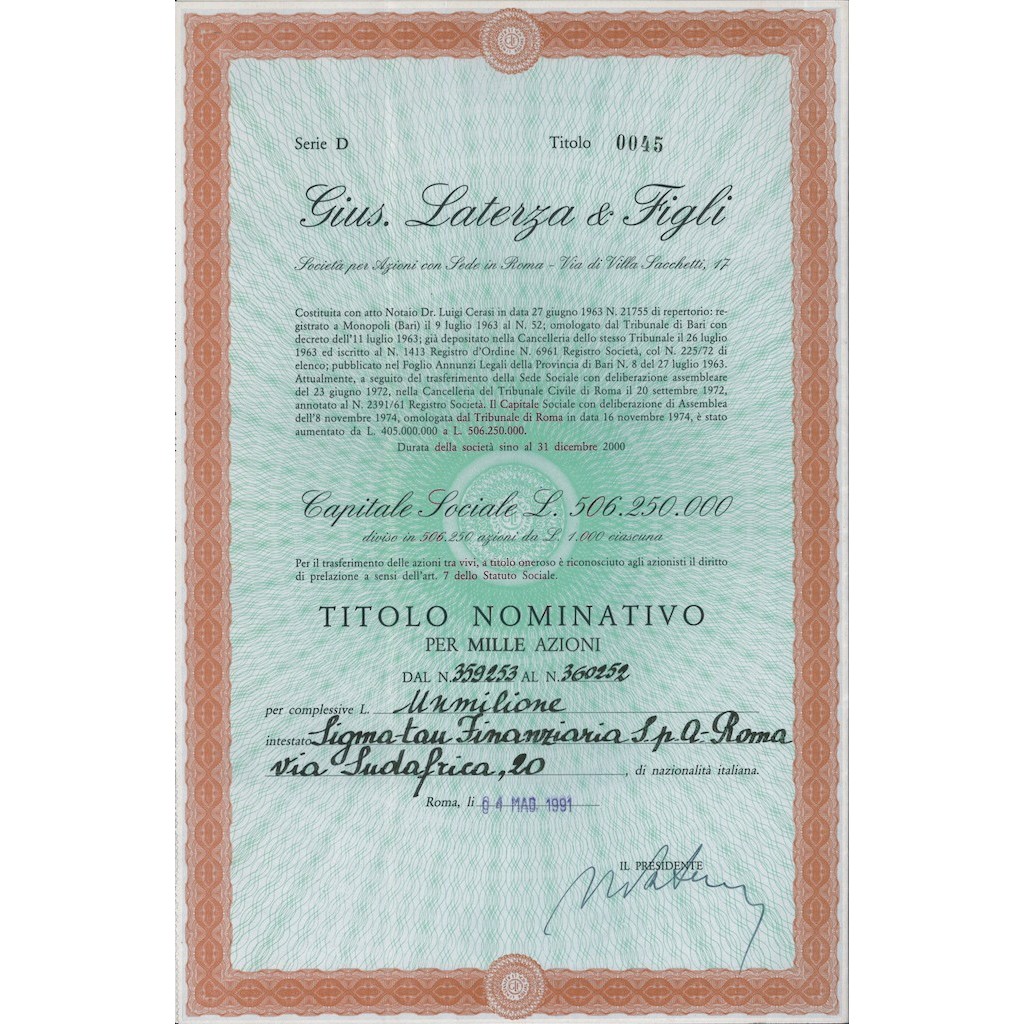 Serie D Titolo 0045
Gius. Laterza & Figli
Società per Azioni con Sede in Roma - Via di Villa Sacchetti, 17
Costituita con atto Notaio Dr. Luigi Cerasi in data 27 giugno 1963 N. 21755 di repertorio: re-
gistrato a Monopoli (Bari) il 9 luglio 1963 al N. 52; omologato dal Tribunale di Bari con
decreto dell'11 luglio 1963; già depositato nella Cancelleria dello stesso Tribunale il 26 luglio
1963 ed iscritto al N. 1413 Registro d'Ordine N. 6961 Registro Società, col N. 225/72 di
elenco; pubblicato nel Foglio Annunzi Legali della Provincia di Bari N. 8 del 27 luglio 1963.
Attualmente, a seguito del trasferimento della Sede Sociale con deliberazione assembleare
del 23 giugno 1972, nella Cancelleria del Tribunale Civile di Roma il 20 settembre 1972,
annotato al N. 2391/61 Registro Società. Il Capitale Sociale con deliberazione di Assemblea
dell'8 novembre 1974, omologata dal Tribunale di Roma in data 16 novembre 1974, è stato
aumentato da L. 405.000.000 a L. 506.250.000.
Durata della società sino al 31 dicembre 2000
Capitale Sociale L. 506.250.000
diviso in 506.250 azioni da L. 1.000 ciascuna
Per il trasferimento delle azioni tra vivi, a titolo oneroso è riconosciuto agli azionisti il diritto
di prelazione a sensi dell'art. 7 dello Statuto Sociale.
TITOLO NOMINATIVO
PER MILLE AZIONI
DAL N. 359253 AL N. 360252
per complessive L. Unmilione
intestato Sigma-tau Finanziaria S.p.A-Roma
via Sudafrica, 20 , di nazionalità italiana.
Roma, li 04 MAG. 1991
IL PRESIDENTE